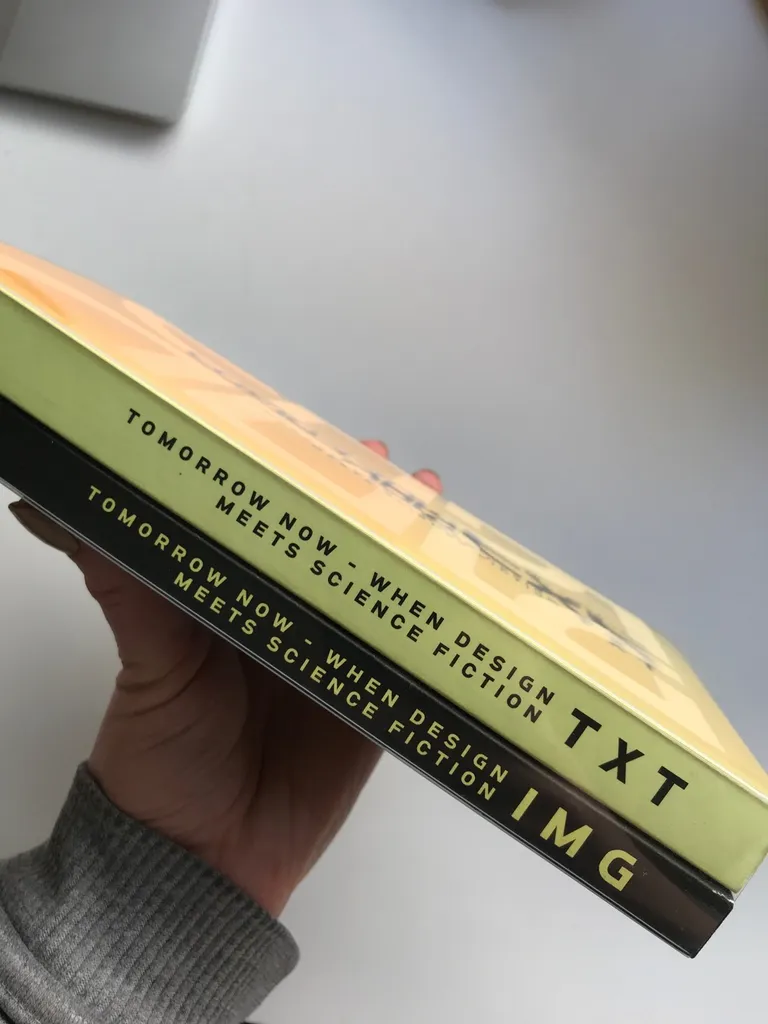 TOMORROW NOW - WHEN DESIGN
MEETS SCIENCE FICTION
TXT
TOMORROW NOW - WHEN DESIGN
MEETS SCIENCE FICTION
IMG